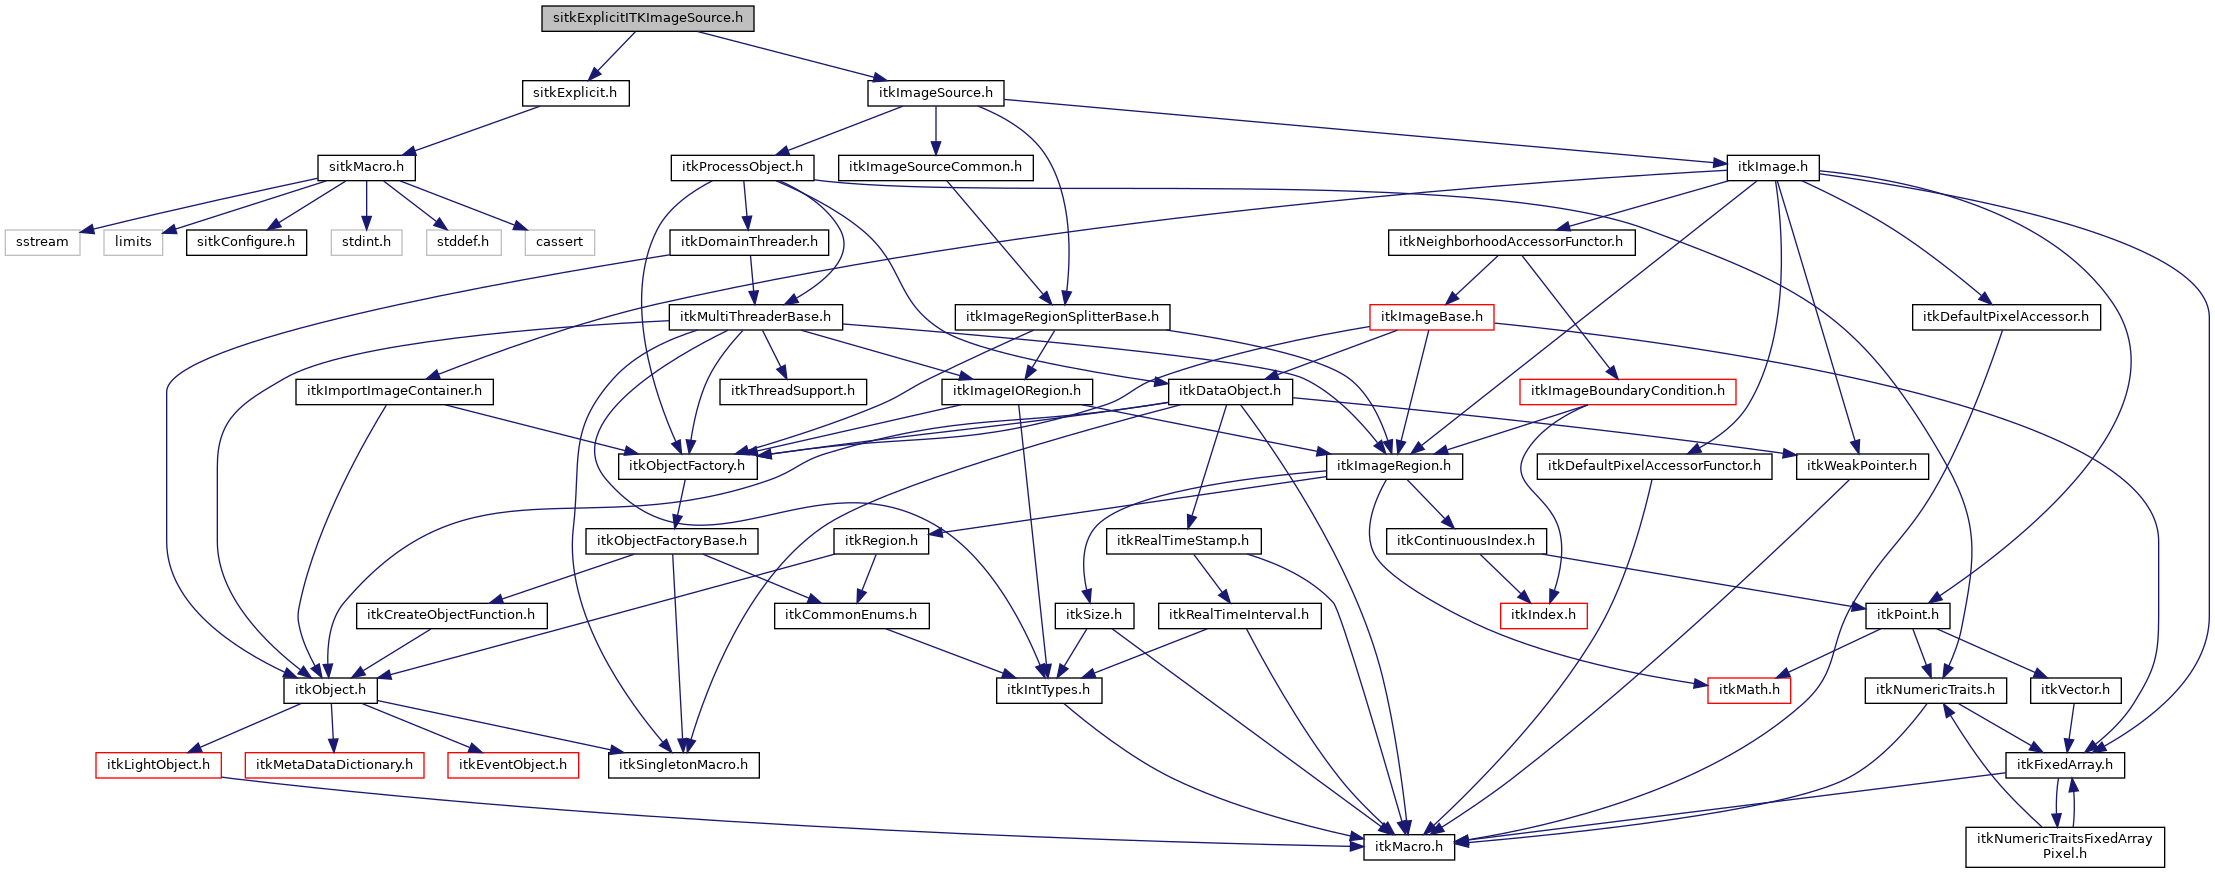 sitkExplicitITKImageSource.h
sitkExplicit.h
itkImageSource.h
sitkMacro.h
itkProcessObject.h
itkImageSourceCommon.h
itkImage.h
sstream
limits
sitkConfigure.h
stdint.h
stddef.h
cassert
itkDomainThreader.h
itkNeighborhoodAccessorFunctor.h
itkMultiThreaderBase.h
itkImageRegionSplitterBase.h
itkImageBase.h
itkDefaultPixelAccessor.h
itkImportImageContainer.h
itkThreadSupport.h
itkImageIORegion.h
itkDataObject.h
itkImageBoundaryCondition.h
itkObjectFactory.h
itkImageRegion.h
itkDefaultPixelAccessorFunctor.h
itkWeakPointer.h
itkObjectFactoryBase.h
itkRegion.h
itkRealTimeStamp.h
itkContinuousIndex.h
itkCreateObjectFunction.h
itkCommonEnums.h
itkSize.h
itkRealTimeInterval.h
itkIndex.h
itkPoint.h
itkObject.h
itkIntTypes.h
itkMath.h
itkNumericTraits.h
itkVector.h
itkLightObject.h
itkMetaDataDictionary.h
itkEventObject.h
itkSingletonMacro.h
itkFixedArray.h
itkMacro.h
itkNumericTraitsFixedArray
Pixel.h